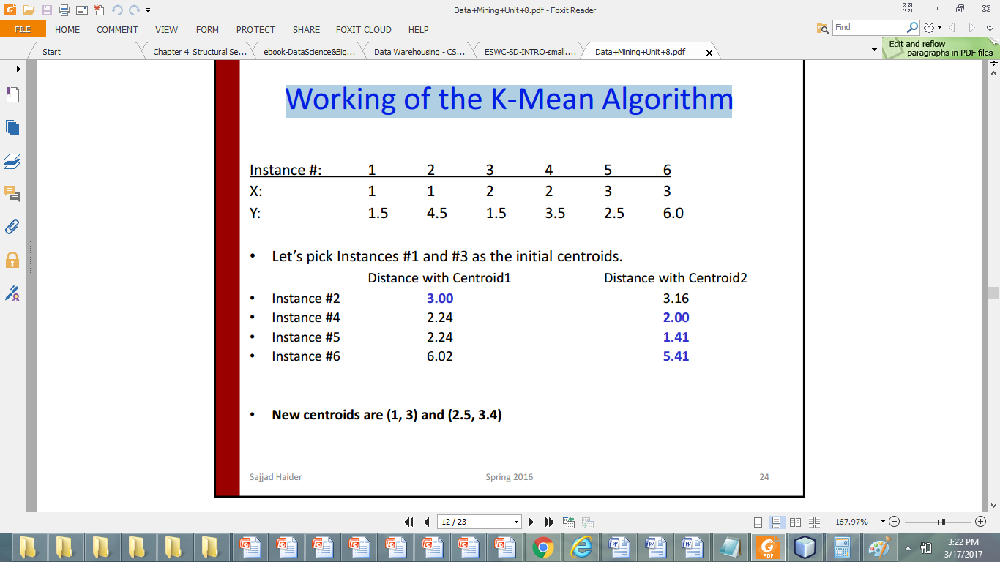 Data+Mining+Unit+8.pdf - Foxit Reader
FILE HOME COMMENT VIEW FORM PROTECT SHARE FOXIT CLOUD HELP
Find
Start Chapter 4_Structural Se... ebook-DataScience&Big... Data Warehousing - CS... ESWC-SD-INTRO-small.... Data+Mining+Unit+8.pdf
Edit and reflow
paragraphs in PDF files
Working of the K-Mean Algorithm
Instance #: 1 2 3 4 5 6
X: 1 1 2 2 3 3
Y: 1.5 4.5 1.5 3.5 2.5 6.0
• Let’s pick Instances #1 and #3 as the initial centroids.
Distance with Centroid1 Distance with Centroid2
• Instance #2 3.00 3.16
• Instance #4 2.24 2.00
• Instance #5 2.24 1.41
• Instance #6 6.02 5.41
• New centroids are (1, 3) and (2.5, 3.4)
Sajjad Haider Spring 2016 24
12 / 23
167.97%
PDF
3:22 PM
3/17/2017